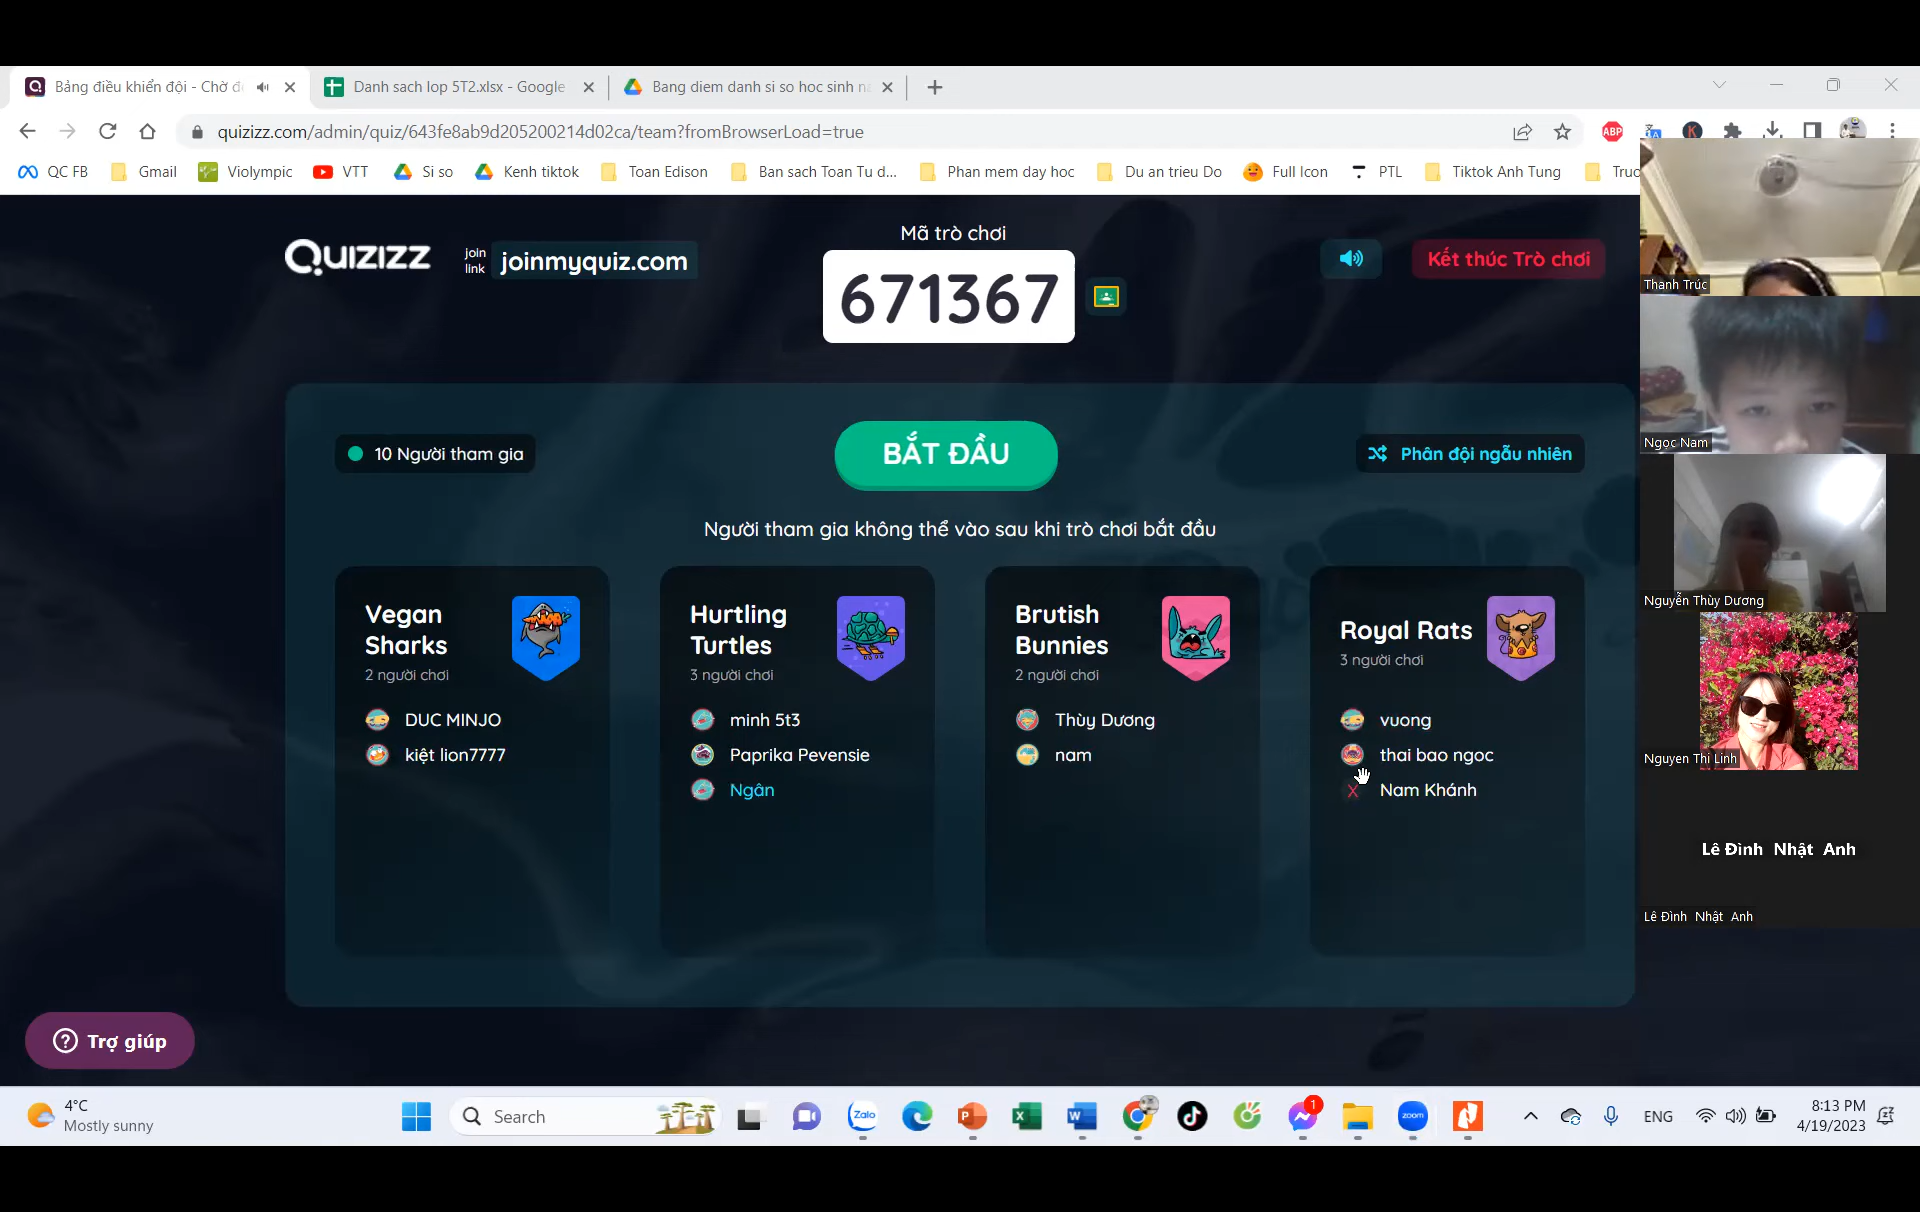 Bảng điều khiển đội - Chờ đ
Danh sach lop 5T2.xlsx - Google
Bang diem danh si so hoc sinh n
quizizz.com/admin/quiz/643fe8ab9d205200214d02ca/team?fromBrowserLoad=true
ABP
K
QC FB
Gmail
Violympic
VTT
Si so
Kenh tiktok
Toan Edison
Ban sach Toan Tu d...
Phan mem day hoc
Du an trieu Do
Full Icon
PTL
Tiktok Anh Tung
Truo
Quizizz
join link
joinmyquiz.com
Mã trò chơi
671367
Kết thúc Trò chơi
10 Người tham gia
BẮT ĐẦU
Phân đội ngẫu nhiên
Người tham gia không thể vào sau khi trò chơi bắt đầu
Vegan
Sharks
2 người chơi
DUC MINJO
kiệt lion7777
Hurtling
Turtles
3 người chơi
minh 5t3
Paprika Pevensie
Ngân
Brutish
Bunnies
2 người chơi
Thùy Dương
nam
Royal Rats
3 người chơi
vuong
thai bao ngoc
X Nam Khánh
Thanh Trúc
Ngọc Nam
Nguyễn Thùy Dương
Nguyen Thi Linh
Lê Đình Nhật Anh
Lê Đình Nhật Anh
Trợ giúp
4°C
Mostly sunny
Search
Zalo
zoom
1
ENG
8:13 PM
4/19/2023